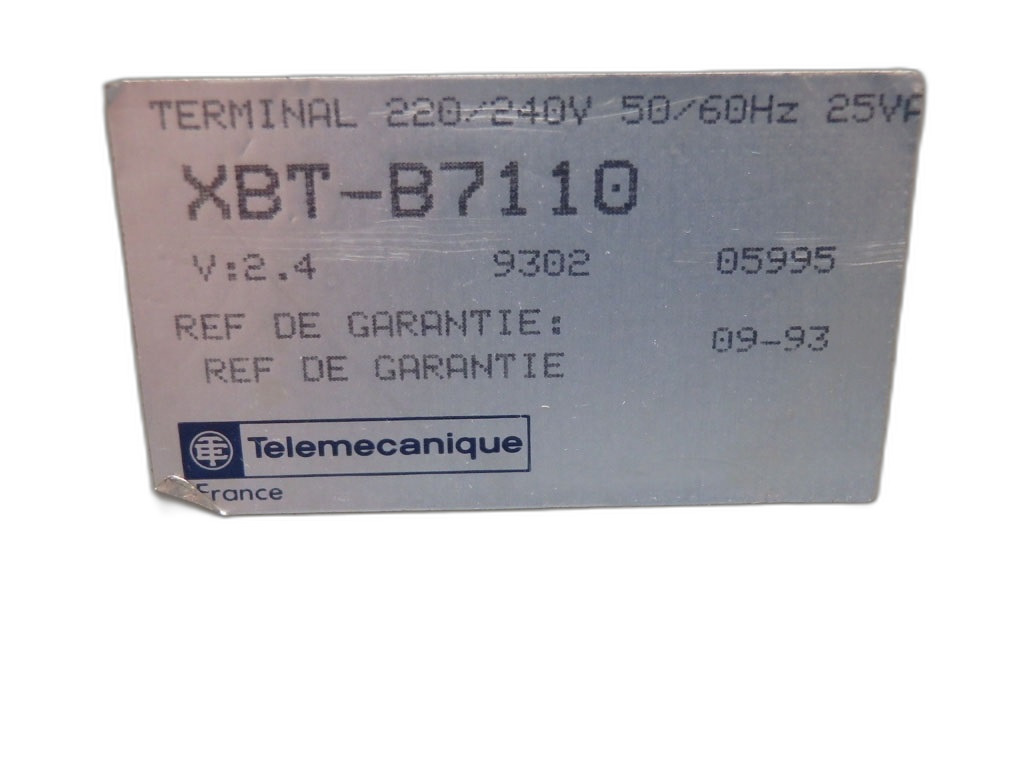 TERMINAL 220/240V 50/60Hz 25VA
XBT-B7110
V:2.4 9302 05995
REF DE GARANTIE: 09-93
REF DE GARANTIE
Telemecanique
France